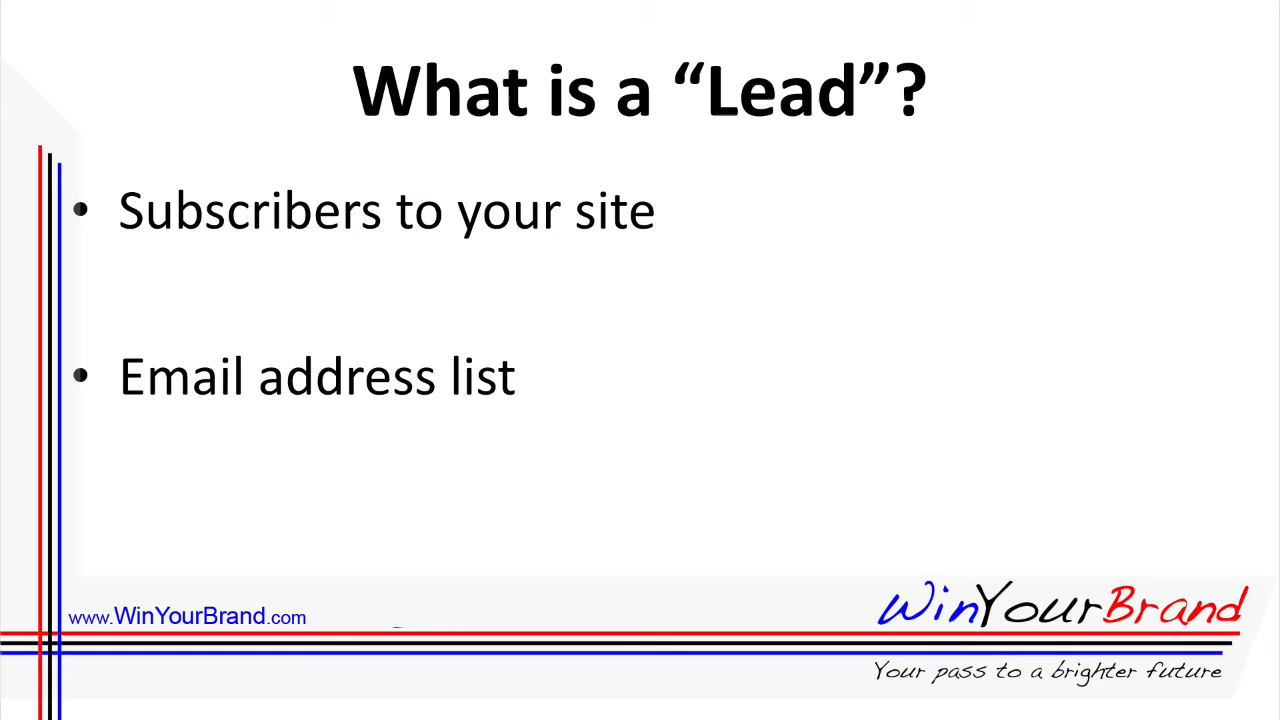 What is a “Lead”?
• Subscribers to your site
• Email address list
www.WinYourBrand.com
WinYourBrand
Your pass to a brighter future